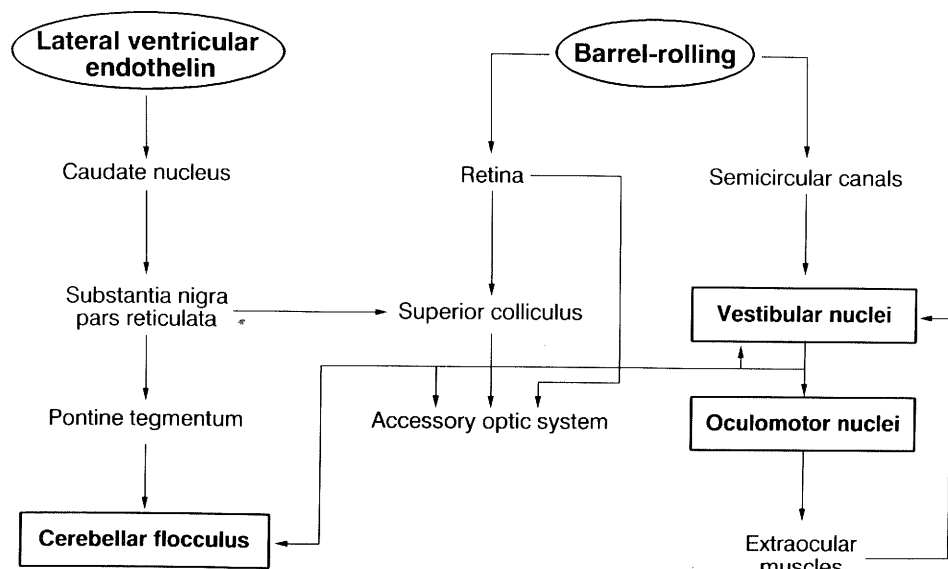 Lateral ventricular
endothelin
Barrel-rolling
Caudate nucleus
Retina
Semicircular canals
Substantia nigra
pars reticulata
Superior colliculus
Vestibular nuclei
Pontine tegmentum
Accessory optic system
Oculomotor nuclei
Cerebellar flocculus
Extraocular
muscles